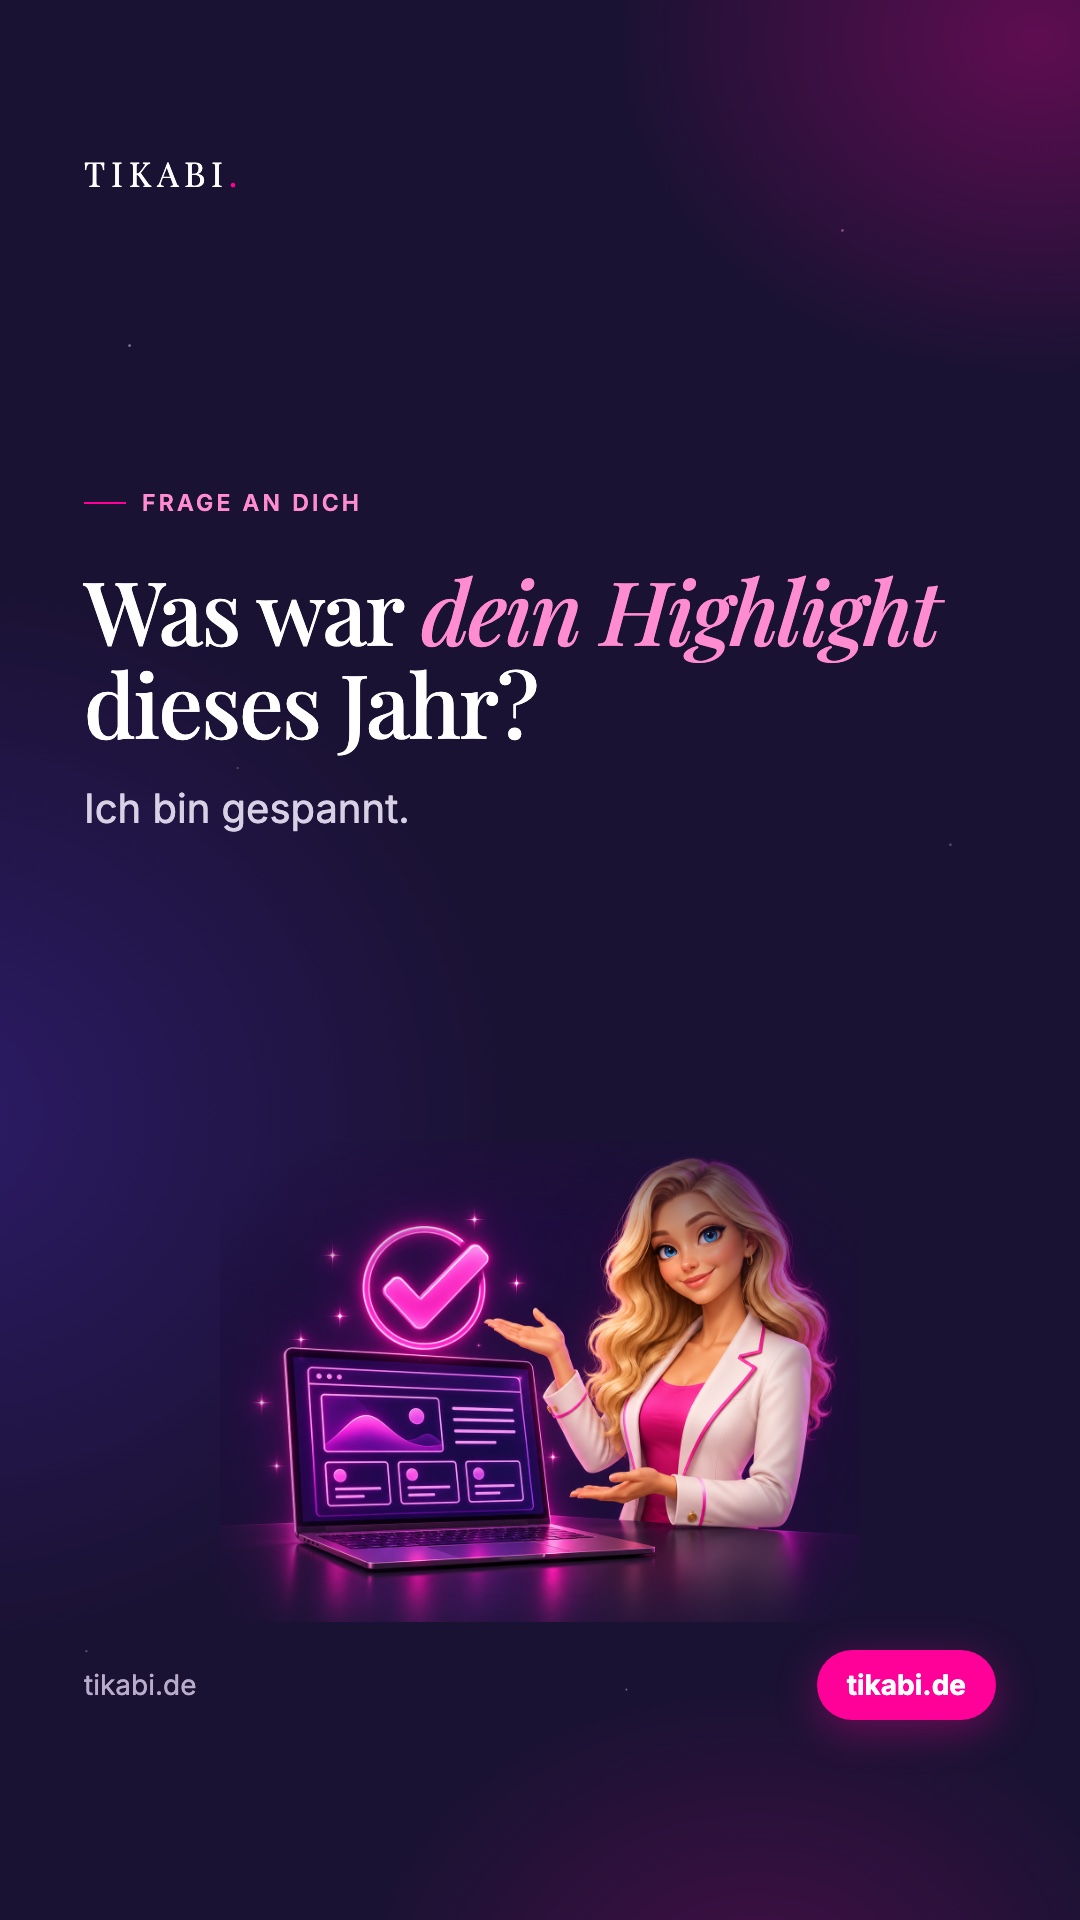 TIKABI.
FRAGE AN DICH
Was war dein Highlight
dieses Jahr?
Ich bin gespannt.
tikabi.de
tikabi.de